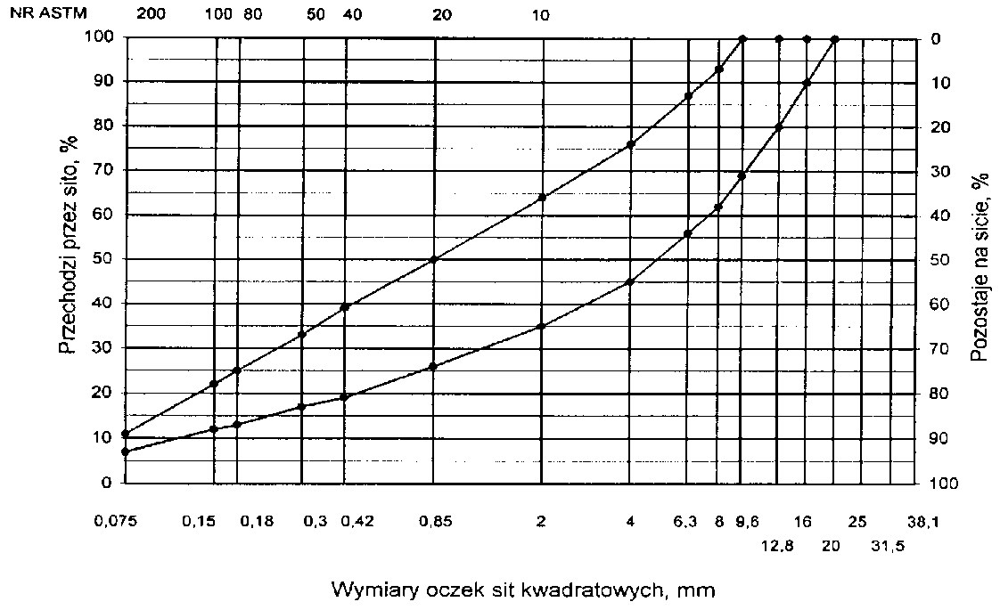 NR ASTM 200 100 80 50 40 20 10
100 0
90 10
80 20
70 30
60 40
50 50
40 60
30 70
20 80
10 90
0 100
Przechodzi przez sito, %
Pozostaje na sicie, %
0,075 0,15 0,18 0,3 0,42 0,85 2 4 6,3 8 9,6 16 25 38,1
12,8 20 31,5
Wymiary oczek sit kwadratowych, mm